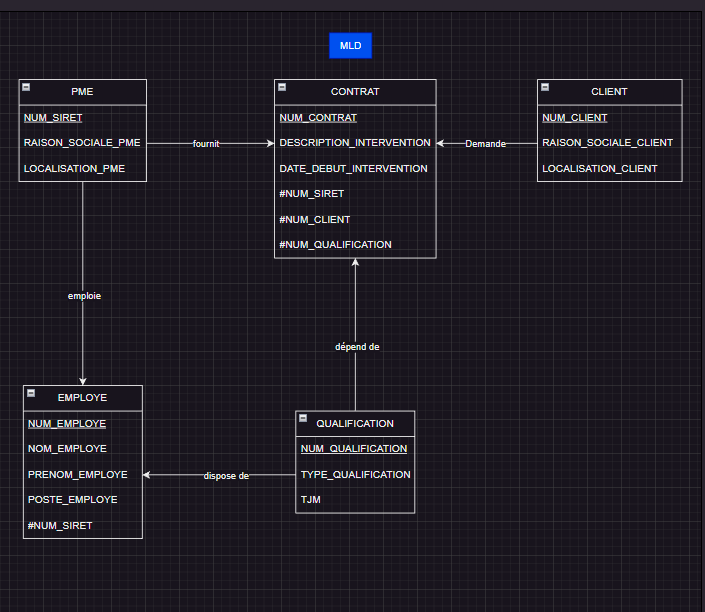 MLD
PME
NUM_SIRET
RAISON_SOCIALE_PME
LOCALISATION_PME
fournit
CONTRAT
NUM_CONTRAT
DESCRIPTION_INTERVENTION
DATE_DEBUT_INTERVENTION
#NUM_SIRET
#NUM_CLIENT
#NUM_QUALIFICATION
Demande
CLIENT
NUM_CLIENT
RAISON_SOCIALE_CLIENT
LOCALISATION_CLIENT
emploie
dépend de
EMPLOYE
NUM_EMPLOYE
NOM_EMPLOYE
PRENOM_EMPLOYE
POSTE_EMPLOYE
#NUM_SIRET
dispose de
QUALIFICATION
NUM_QUALIFICATION
TYPE_QUALIFICATION
TJM